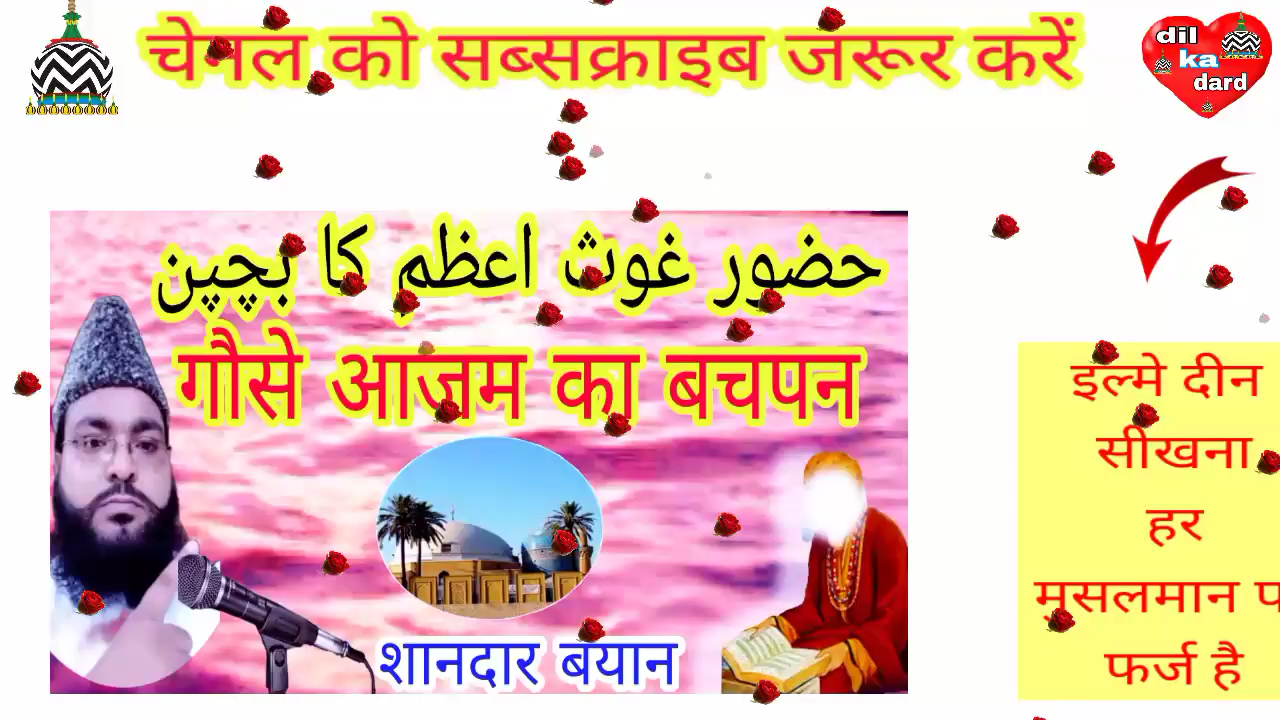 चेनल को सब्सक्राइब जरूर करें
dil
ka
dard
حضور غوث اعظم کا بچپن
गौसे आजम का बचपन
शानदार बयान
इल्मे दीन
सीखना
हर
मुसलमान प
फर्ज है